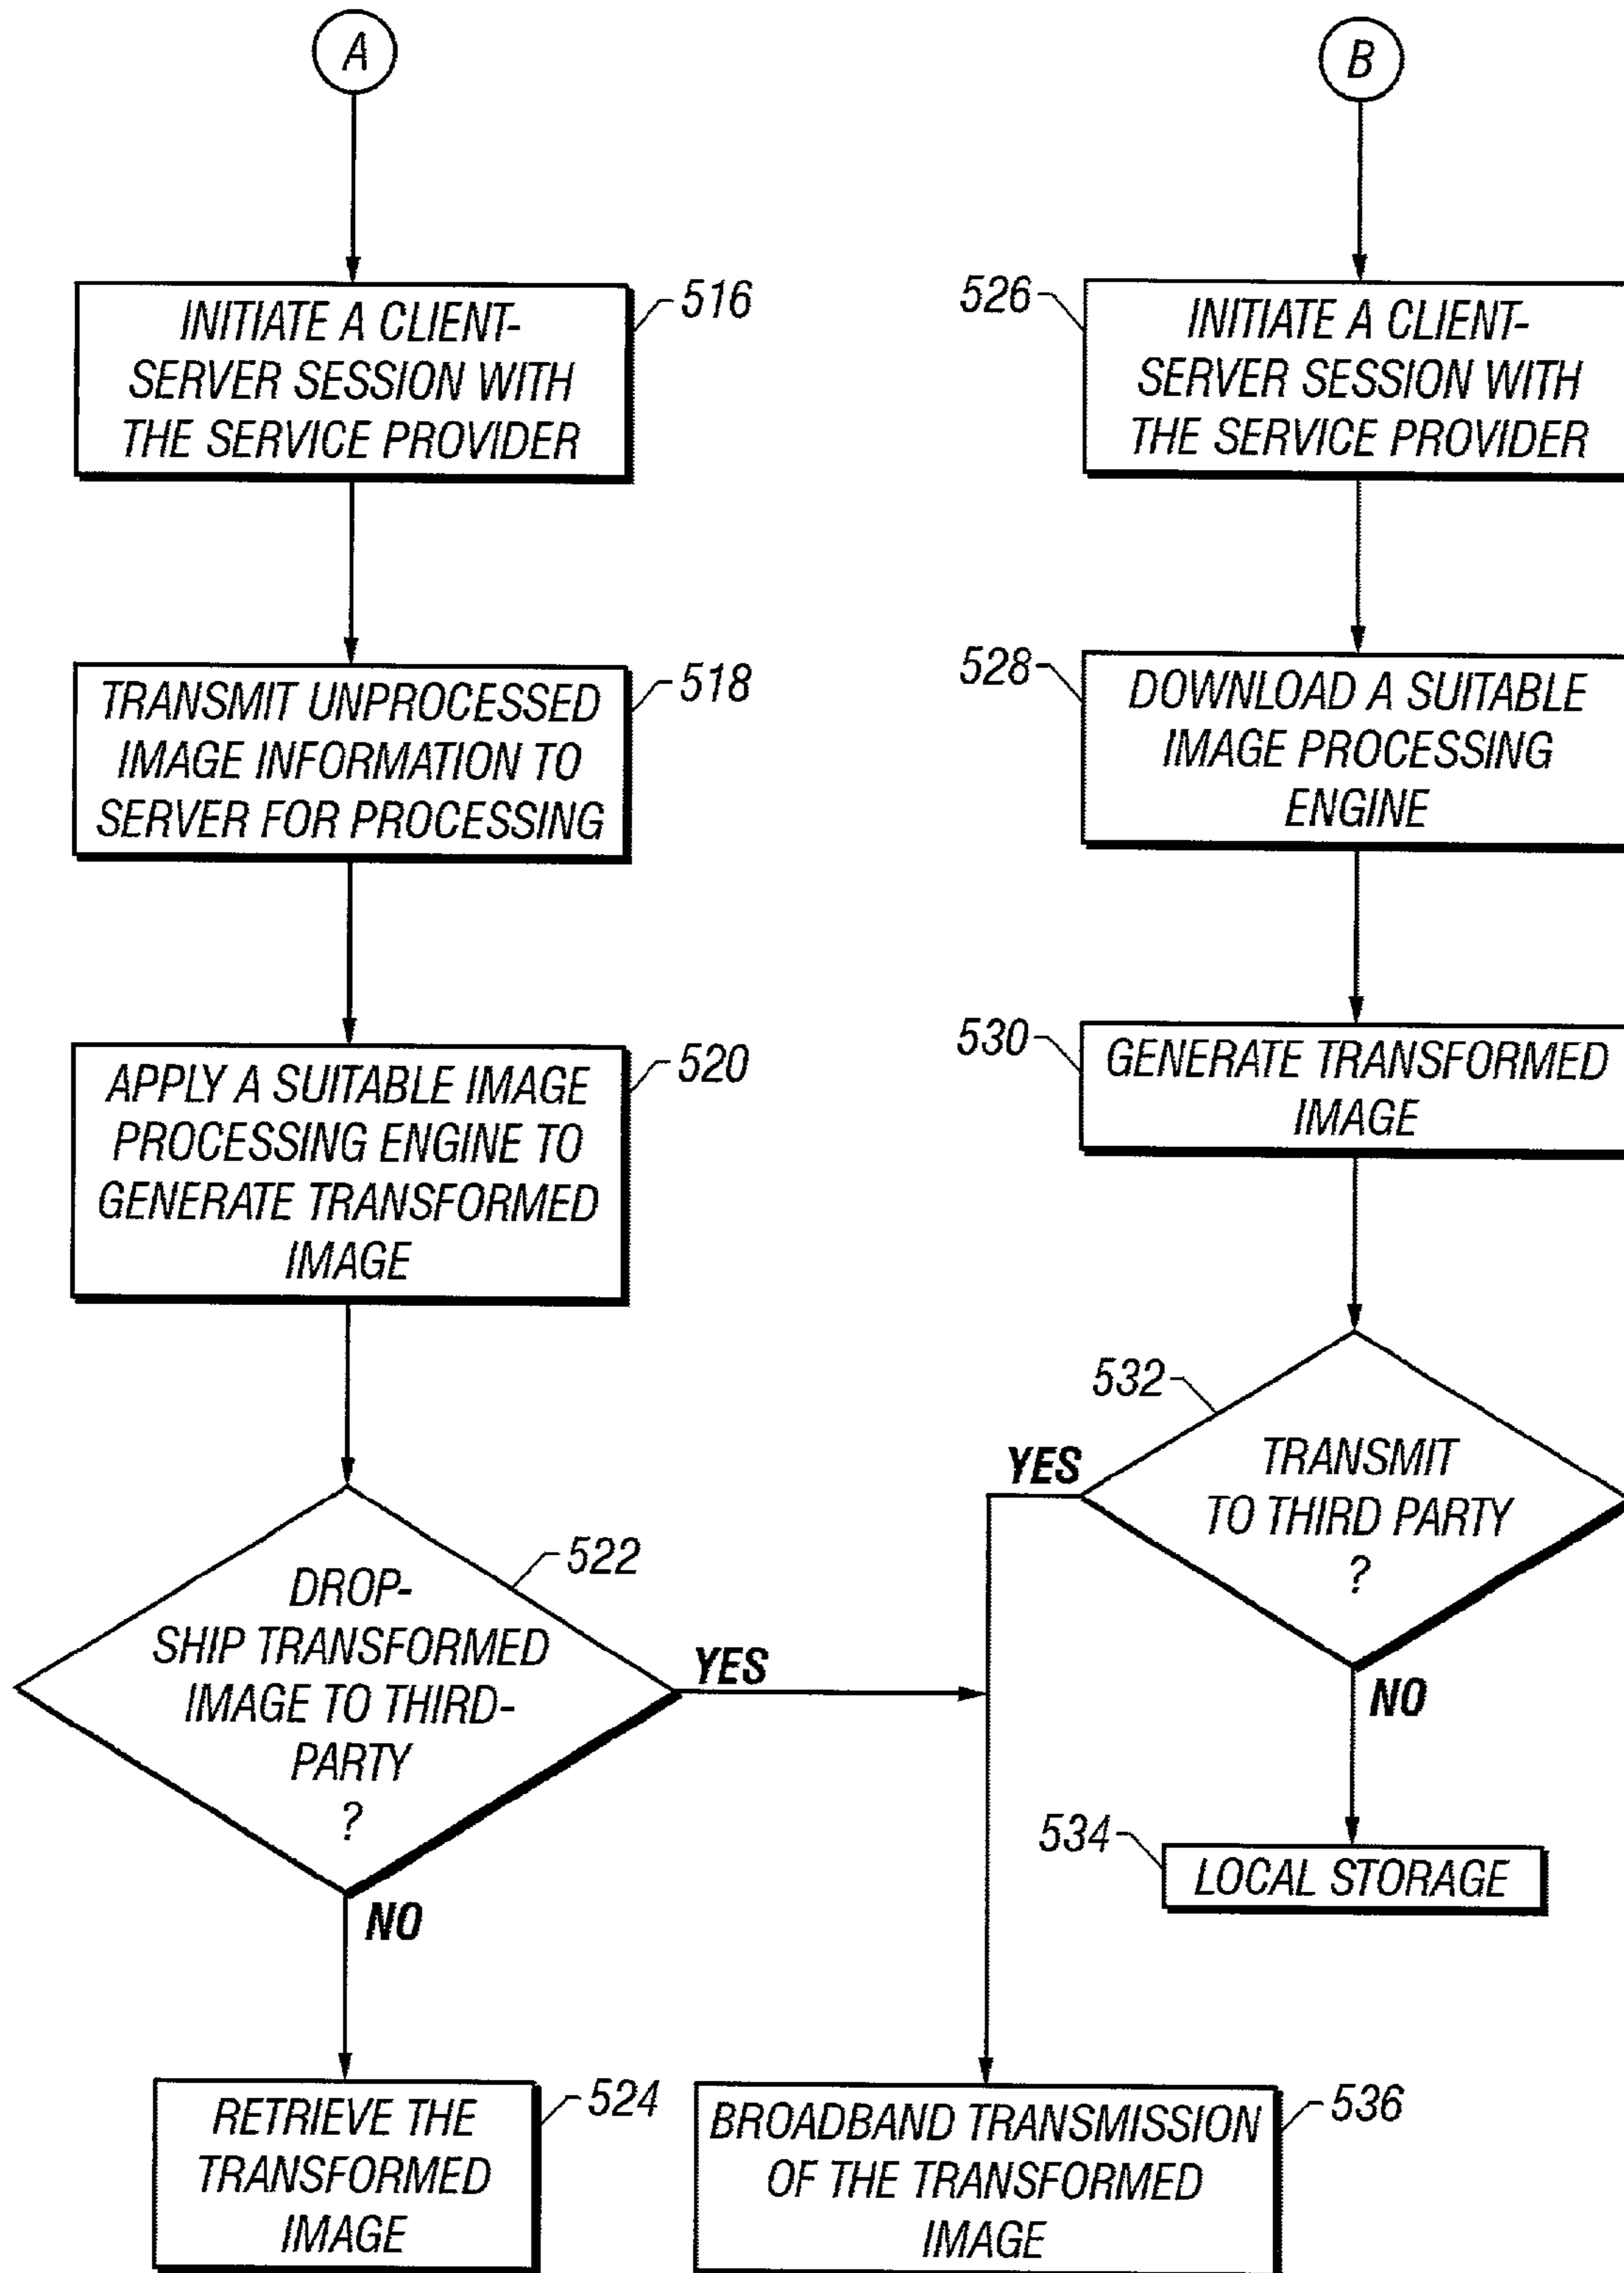 A
INITIATE A CLIENT-
SERVER SESSION WITH
THE SERVICE PROVIDER
516
TRANSMIT UNPROCESSED
IMAGE INFORMATION TO
SERVER FOR PROCESSING
518
APPLY A SUITABLE IMAGE
PROCESSING ENGINE TO
GENERATE TRANSFORMED
IMAGE
520
DROP-
SHIP TRANSFORMED
IMAGE TO THIRD-
PARTY
?
522
YES
NO
RETRIEVE THE
TRANSFORMED
IMAGE
524
B
526
INITIATE A CLIENT-
SERVER SESSION WITH
THE SERVICE PROVIDER
528
DOWNLOAD A SUITABLE
IMAGE PROCESSING
ENGINE
530
GENERATE TRANSFORMED
IMAGE
532
TRANSMIT
TO THIRD PARTY
?
YES
NO
534
LOCAL STORAGE
BROADBAND TRANSMISSION
OF THE TRANSFORMED
IMAGE
536